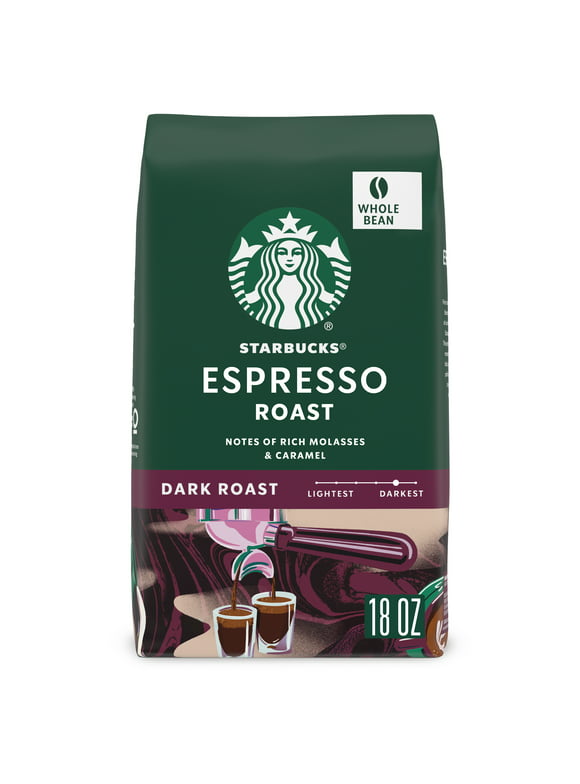 WHOLE
BEAN
®
STARBUCKS®
ESPRESSO
ROAST
NOTES OF RICH MOLASSES
& CARAMEL
DARK ROAST
LIGHTEST DARKEST
18 OZ